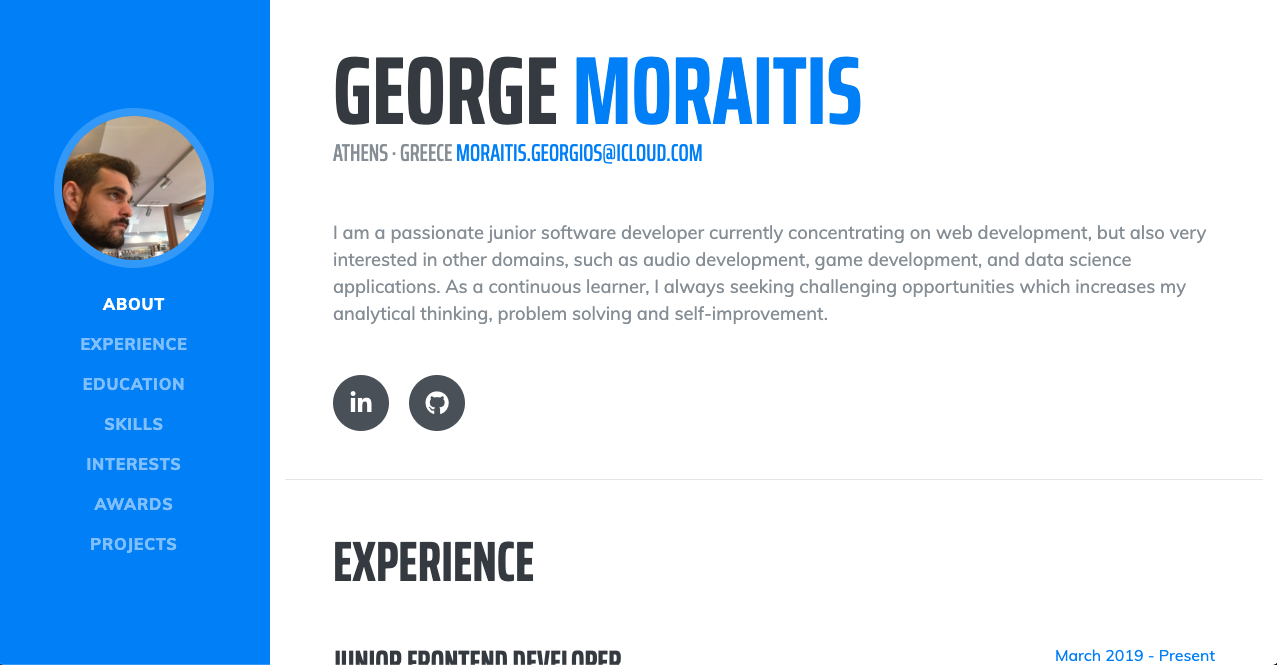 ABOUT
EXPERIENCE
EDUCATION
SKILLS
INTERESTS
AWARDS
PROJECTS
GEORGE MORAITIS
ATHENS · GREECE MORAITIS.GEORGIOS@ICLOUD.COM
I am a passionate junior software developer currently concentrating on web development, but also very
interested in other domains, such as audio development, game development, and data science
applications. As a continuous learner, I always seeking challenging opportunities which increases my
analytical thinking, problem solving and self-improvement.
in
EXPERIENCE
JUNIOR FRONTEND DEVELOPER
March 2019 - Present